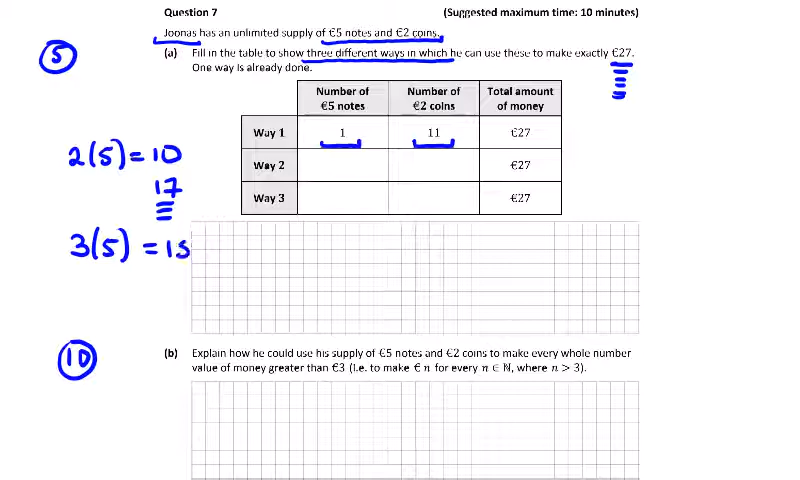 Question 7 (Suggested maximum time: 10 minutes)
Joonas has an unlimited supply of €5 notes and €2 coins.
5
(a) Fill in the table to show three different ways in which he can use these to make exactly €27.
One way is already done.
Number of €5 notes Number of €2 coins Total amount of money
Way 1 1 11 €27
Way 2 €27
Way 3 €27
2(5) = 10
17
3(5) = 15
10
(b) Explain how he could use his supply of €5 notes and €2 coins to make every whole number
value of money greater than €3 (I.e. to make € n for every n ∈ ℕ, where n > 3).